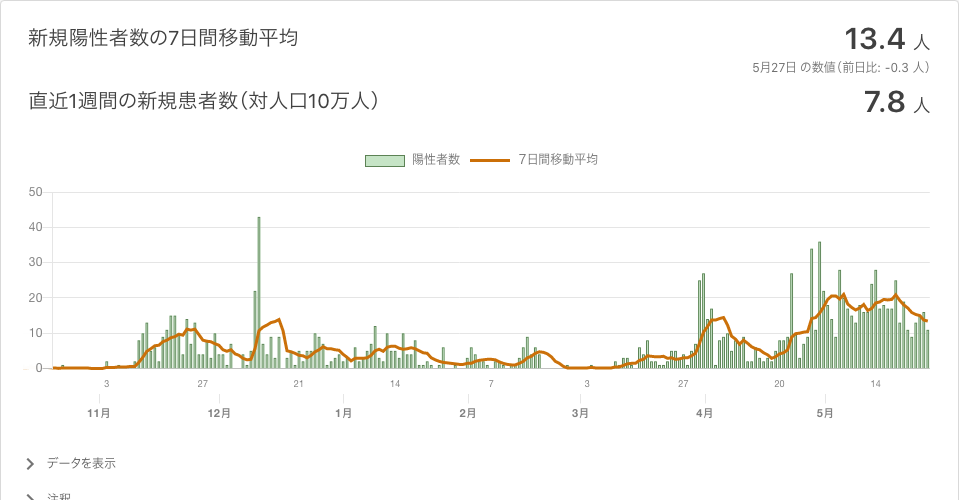 新規陽性者数の7日間移動平均
13.4 人
5月27日 の数値(前日比: -0.3 人)
直近1週間の新規患者数(対人口10万人)
7.8 人
陽性者数 7日間移動平均
50
40
30
20
10
0
3 27 21 14 7 3 27 20 14
11月 12月 1月 2月 3月 4月 5月
データを表示
注釈